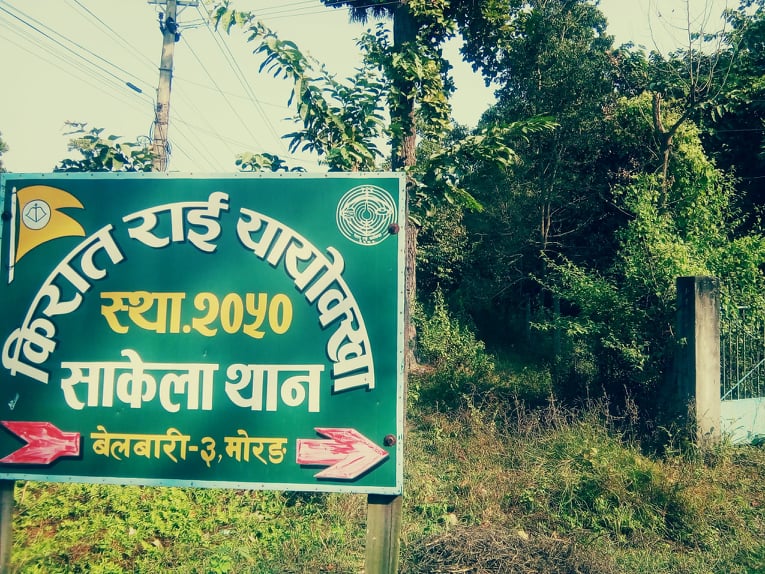 किरात राई यायोक्खा
स्था.२०५०
साकेला थान
बेलबारी-३, मोरङ